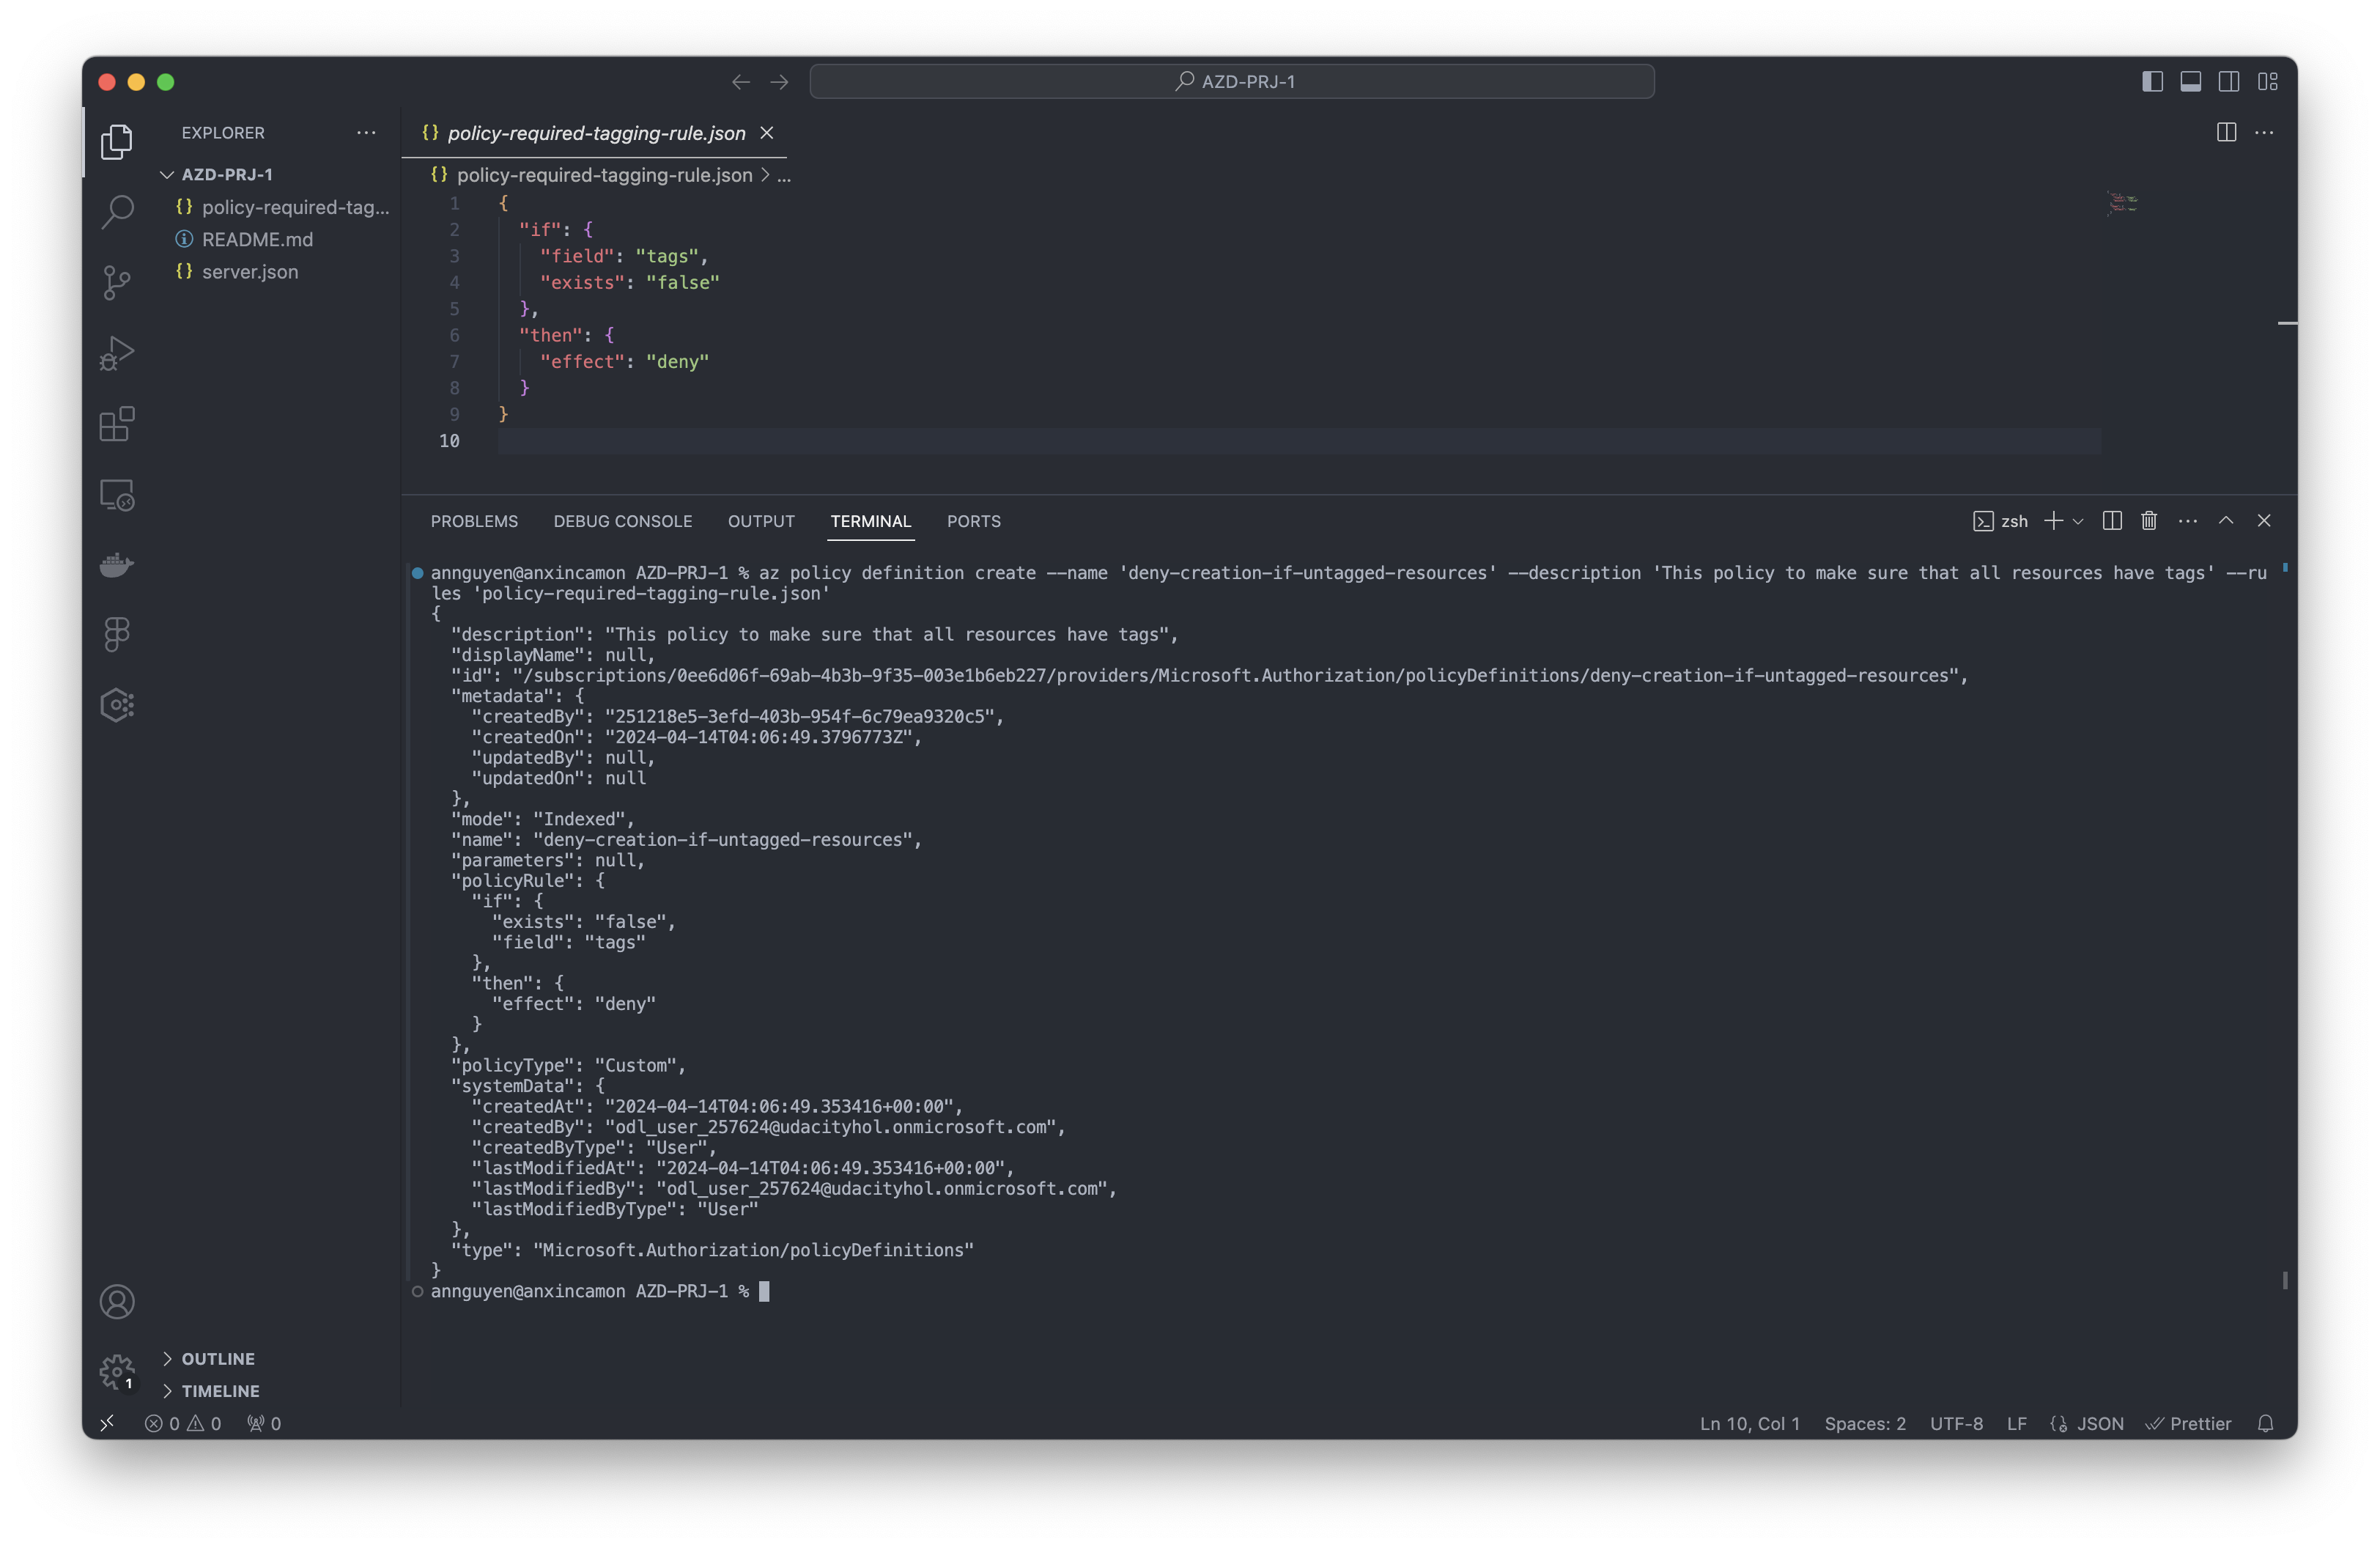 AZD-PRJ-1
EXPLORER
AZD-PRJ-1
{} policy-required-tag...
README.md
{} server.json
OUTLINE
TIMELINE
{} policy-required-tagging-rule.json
{} policy-required-tagging-rule.json > ...
1 {
2 "if": {
3 "field": "tags",
4 "exists": "false"
5 },
6 "then": {
7 "effect": "deny"
8 }
9 }
10
PROBLEMS DEBUG CONSOLE OUTPUT TERMINAL PORTS
zsh
annguyen@anxincamon AZD-PRJ-1 % az policy definition create --name 'deny-creation-if-untagged-resources' --description 'This policy to make sure that all resources have tags' --ru
les 'policy-required-tagging-rule.json'
{
"description": "This policy to make sure that all resources have tags",
"displayName": null,
"id": "/subscriptions/0ee6d06f-69ab-4b3b-9f35-003e1b6eb227/providers/Microsoft.Authorization/policyDefinitions/deny-creation-if-untagged-resources",
"metadata": {
"createdBy": "251218e5-3efd-403b-954f-6c79ea9320c5",
"createdOn": "2024-04-14T04:06:49.3796773Z",
"updatedBy": null,
"updatedOn": null
},
"mode": "Indexed",
"name": "deny-creation-if-untagged-resources",
"parameters": null,
"policyRule": {
"if": {
"exists": "false",
"field": "tags"
},
"then": {
"effect": "deny"
}
},
"policyType": "Custom",
"systemData": {
"createdAt": "2024-04-14T04:06:49.353416+00:00",
"createdBy": "odl_user_257624@udacityhol.onmicrosoft.com",
"createdByType": "User",
"lastModifiedAt": "2024-04-14T04:06:49.353416+00:00",
"lastModifiedBy": "odl_user_257624@udacityhol.onmicrosoft.com",
"lastModifiedByType": "User"
},
"type": "Microsoft.Authorization/policyDefinitions"
}
annguyen@anxincamon AZD-PRJ-1 %
1
0 0 0
Ln 10, Col 1 Spaces: 2 UTF-8 LF JSON Prettier